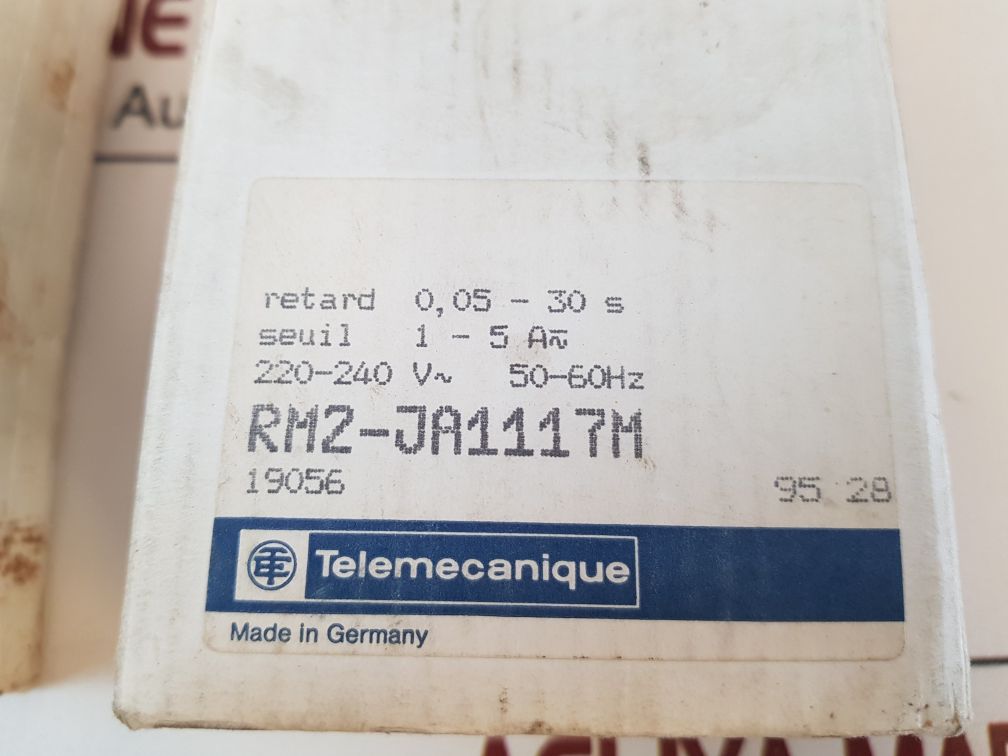 Au
retard 0,05 - 30 s
seuil 1 - 5 A≂
220-240 V~ 50-60Hz
RM2-JA1117M
19056
95 28
Telemecanique
Made in Germany